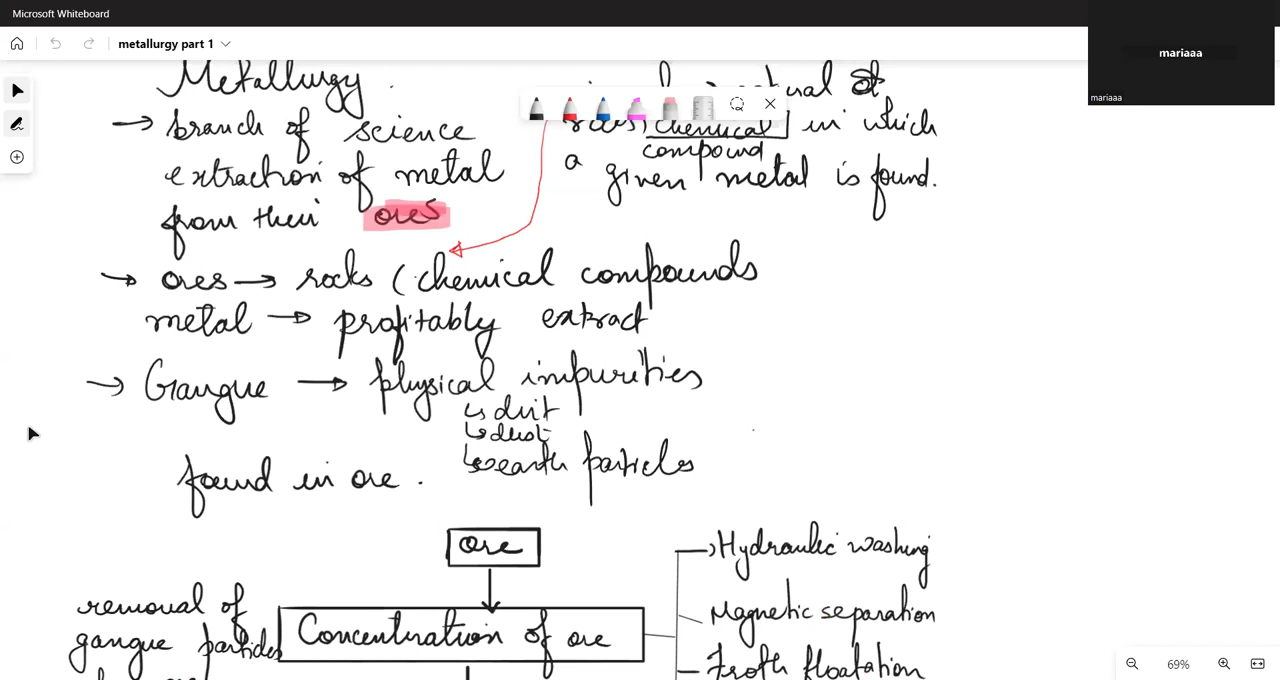 Microsoft Whiteboard
metallurgy part 1
mariaaa
mariaaa
Metallurgy.
→ branch of science
extraction of metal
from their ores
chemical in which
compound
a given metal is found.
→ ores → rocks (chemical compounds
metal → profitably extract
→ Gangue → physical impurities
↳ dirt
↳ dust
↳ earth particles
found in ore.
ore
Concentration of ore
removal of
gangue particles
→ Hydraulic washing
Magnetic separation
Froth floatation
69%